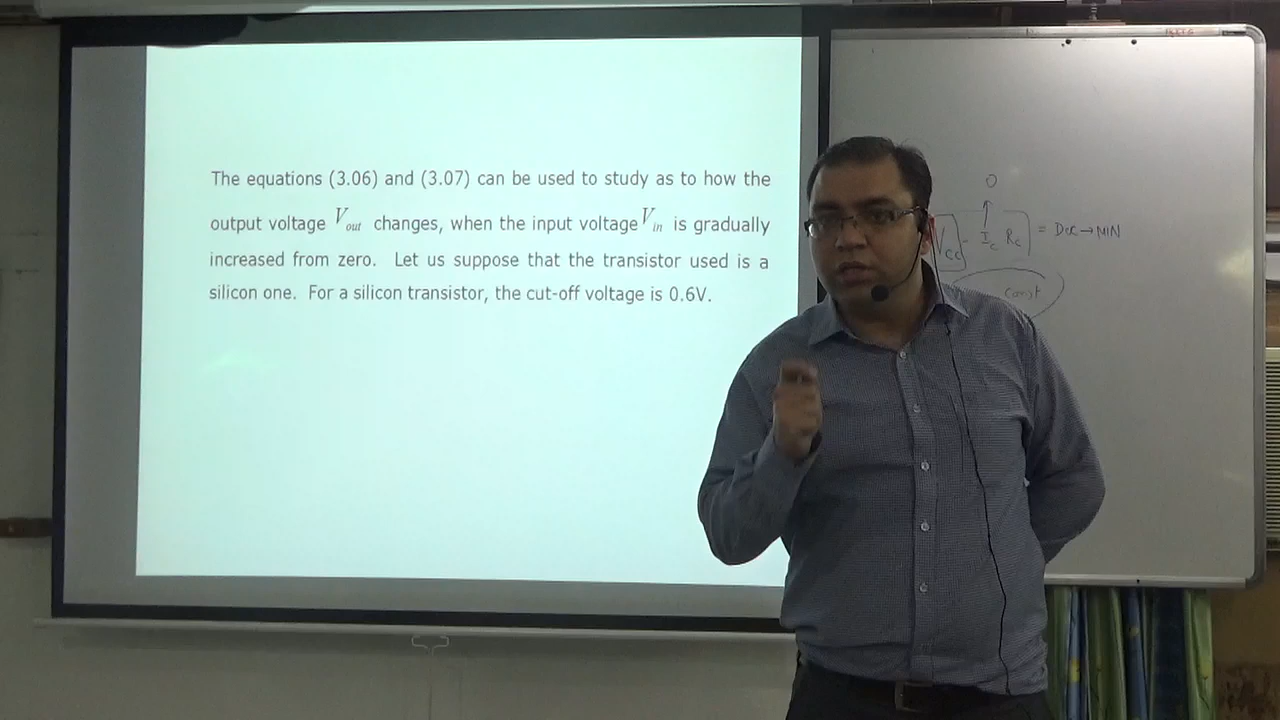 The equations (3.06) and (3.07) can be used to study as to how the
output voltage Vout changes, when the input voltage Vin is gradually
increased from zero. Let us suppose that the transistor used is a
silicon one. For a silicon transistor, the cut-off voltage is 0.6V.
0
VCC - IC RC = DEC → MIN
const